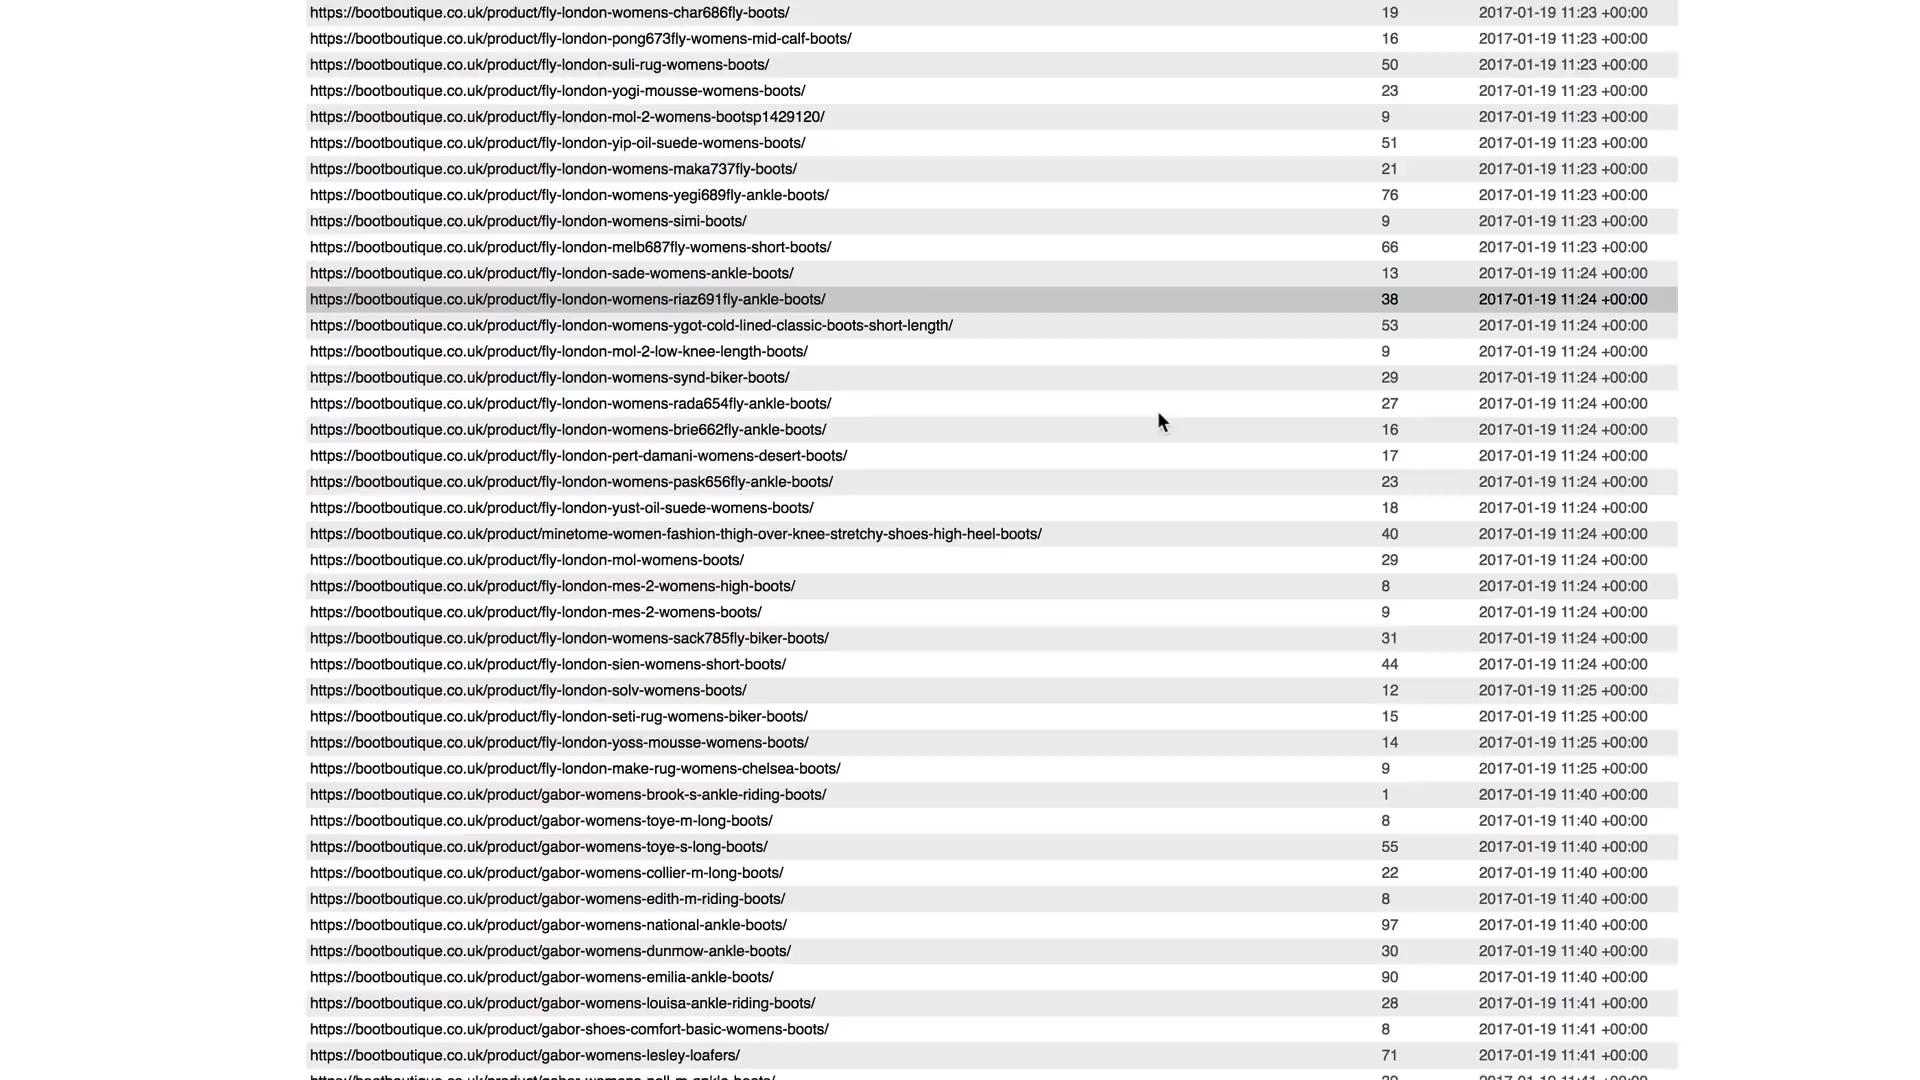 https://bootboutique.co.uk/product/fly-london-womens-char686fly-boots/ 19 2017-01-19 11:23 +00:00
https://bootboutique.co.uk/product/fly-london-pong673fly-womens-mid-calf-boots/ 16 2017-01-19 11:23 +00:00
https://bootboutique.co.uk/product/fly-london-suli-rug-womens-boots/ 50 2017-01-19 11:23 +00:00
https://bootboutique.co.uk/product/fly-london-yogi-mousse-womens-boots/ 23 2017-01-19 11:23 +00:00
https://bootboutique.co.uk/product/fly-london-mol-2-womens-bootsp1429120/ 9 2017-01-19 11:23 +00:00
https://bootboutique.co.uk/product/fly-london-yip-oil-suede-womens-boots/ 51 2017-01-19 11:23 +00:00
https://bootboutique.co.uk/product/fly-london-womens-maka737fly-boots/ 21 2017-01-19 11:23 +00:00
https://bootboutique.co.uk/product/fly-london-womens-yegi689fly-ankle-boots/ 76 2017-01-19 11:23 +00:00
https://bootboutique.co.uk/product/fly-london-womens-simi-boots/ 9 2017-01-19 11:23 +00:00
https://bootboutique.co.uk/product/fly-london-melb687fly-womens-short-boots/ 66 2017-01-19 11:23 +00:00
https://bootboutique.co.uk/product/fly-london-sade-womens-ankle-boots/ 13 2017-01-19 11:24 +00:00
https://bootboutique.co.uk/product/fly-london-womens-riaz691fly-ankle-boots/ 38 2017-01-19 11:24 +00:00
https://bootboutique.co.uk/product/fly-london-womens-ygot-cold-lined-classic-boots-short-length/ 53 2017-01-19 11:24 +00:00
https://bootboutique.co.uk/product/fly-london-mol-2-low-knee-length-boots/ 9 2017-01-19 11:24 +00:00
https://bootboutique.co.uk/product/fly-london-womens-synd-biker-boots/ 29 2017-01-19 11:24 +00:00
https://bootboutique.co.uk/product/fly-london-womens-rada654fly-ankle-boots/ 27 2017-01-19 11:24 +00:00
https://bootboutique.co.uk/product/fly-london-womens-brie662fly-ankle-boots/ 16 2017-01-19 11:24 +00:00
https://bootboutique.co.uk/product/fly-london-pert-damani-womens-desert-boots/ 17 2017-01-19 11:24 +00:00
https://bootboutique.co.uk/product/fly-london-womens-pask656fly-ankle-boots/ 23 2017-01-19 11:24 +00:00
https://bootboutique.co.uk/product/fly-london-yust-oil-suede-womens-boots/ 18 2017-01-19 11:24 +00:00
https://bootboutique.co.uk/product/minetome-women-fashion-thigh-over-knee-stretchy-shoes-high-heel-boots/ 40 2017-01-19 11:24 +00:00
https://bootboutique.co.uk/product/fly-london-mol-womens-boots/ 29 2017-01-19 11:24 +00:00
https://bootboutique.co.uk/product/fly-london-mes-2-womens-high-boots/ 8 2017-01-19 11:24 +00:00
https://bootboutique.co.uk/product/fly-london-mes-2-womens-boots/ 9 2017-01-19 11:24 +00:00
https://bootboutique.co.uk/product/fly-london-womens-sack785fly-biker-boots/ 31 2017-01-19 11:24 +00:00
https://bootboutique.co.uk/product/fly-london-sien-womens-short-boots/ 44 2017-01-19 11:24 +00:00
https://bootboutique.co.uk/product/fly-london-solv-womens-boots/ 12 2017-01-19 11:25 +00:00
https://bootboutique.co.uk/product/fly-london-seti-rug-womens-biker-boots/ 15 2017-01-19 11:25 +00:00
https://bootboutique.co.uk/product/fly-london-yoss-mousse-womens-boots/ 14 2017-01-19 11:25 +00:00
https://bootboutique.co.uk/product/fly-london-make-rug-womens-chelsea-boots/ 9 2017-01-19 11:25 +00:00
https://bootboutique.co.uk/product/gabor-womens-brook-s-ankle-riding-boots/ 1 2017-01-19 11:40 +00:00
https://bootboutique.co.uk/product/gabor-womens-toye-m-long-boots/ 8 2017-01-19 11:40 +00:00
https://bootboutique.co.uk/product/gabor-womens-toye-s-long-boots/ 55 2017-01-19 11:40 +00:00
https://bootboutique.co.uk/product/gabor-womens-collier-m-long-boots/ 22 2017-01-19 11:40 +00:00
https://bootboutique.co.uk/product/gabor-womens-edith-m-riding-boots/ 8 2017-01-19 11:40 +00:00
https://bootboutique.co.uk/product/gabor-womens-national-ankle-boots/ 97 2017-01-19 11:40 +00:00
https://bootboutique.co.uk/product/gabor-womens-dunmow-ankle-boots/ 30 2017-01-19 11:40 +00:00
https://bootboutique.co.uk/product/gabor-womens-emilia-ankle-boots/ 90 2017-01-19 11:40 +00:00
https://bootboutique.co.uk/product/gabor-womens-louisa-ankle-riding-boots/ 28 2017-01-19 11:41 +00:00
https://bootboutique.co.uk/product/gabor-shoes-comfort-basic-womens-boots/ 8 2017-01-19 11:41 +00:00
https://bootboutique.co.uk/product/gabor-womens-lesley-loafers/ 71 2017-01-19 11:41 +00:00